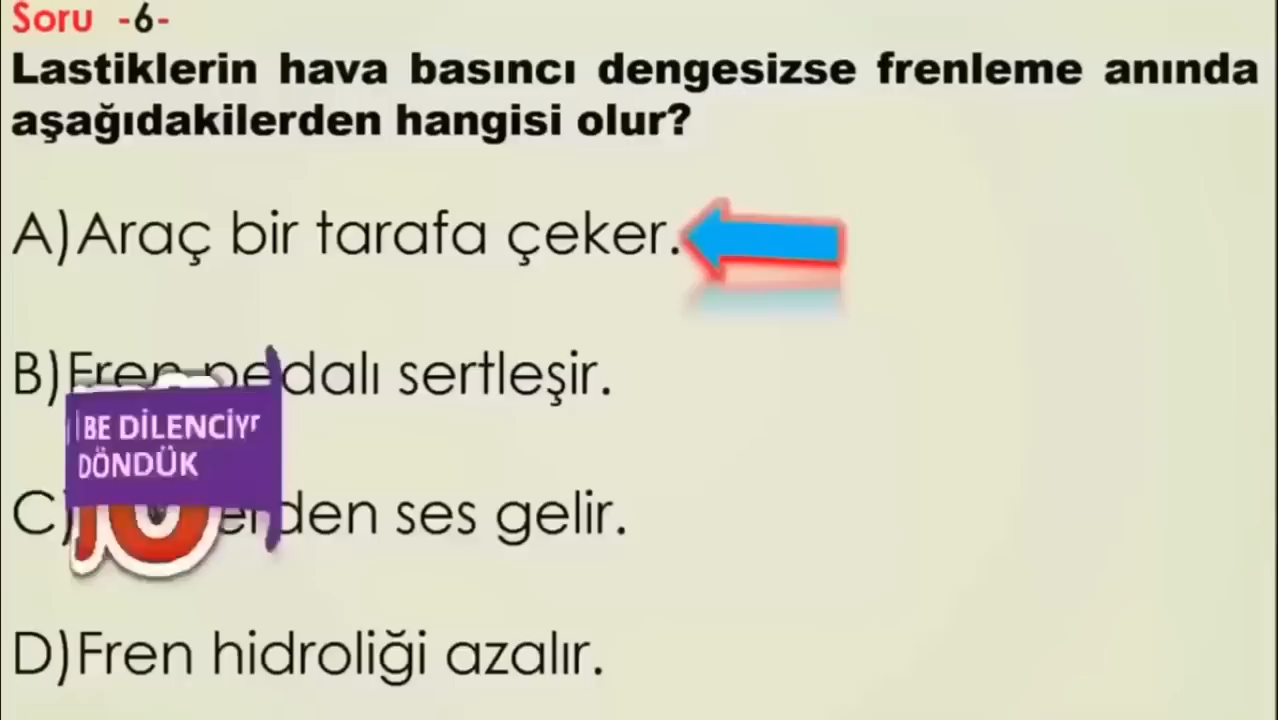 Soru -6-
Lastiklerin hava basıncı dengesizse frenleme anında
aşağıdakilerden hangisi olur?
A)Araç bir tarafa çeker.
B)Fren pedalı sertleşir.
BE DİLENCİY
DÖNDÜK
C) den ses gelir.
D)Fren hidroliği azalır.